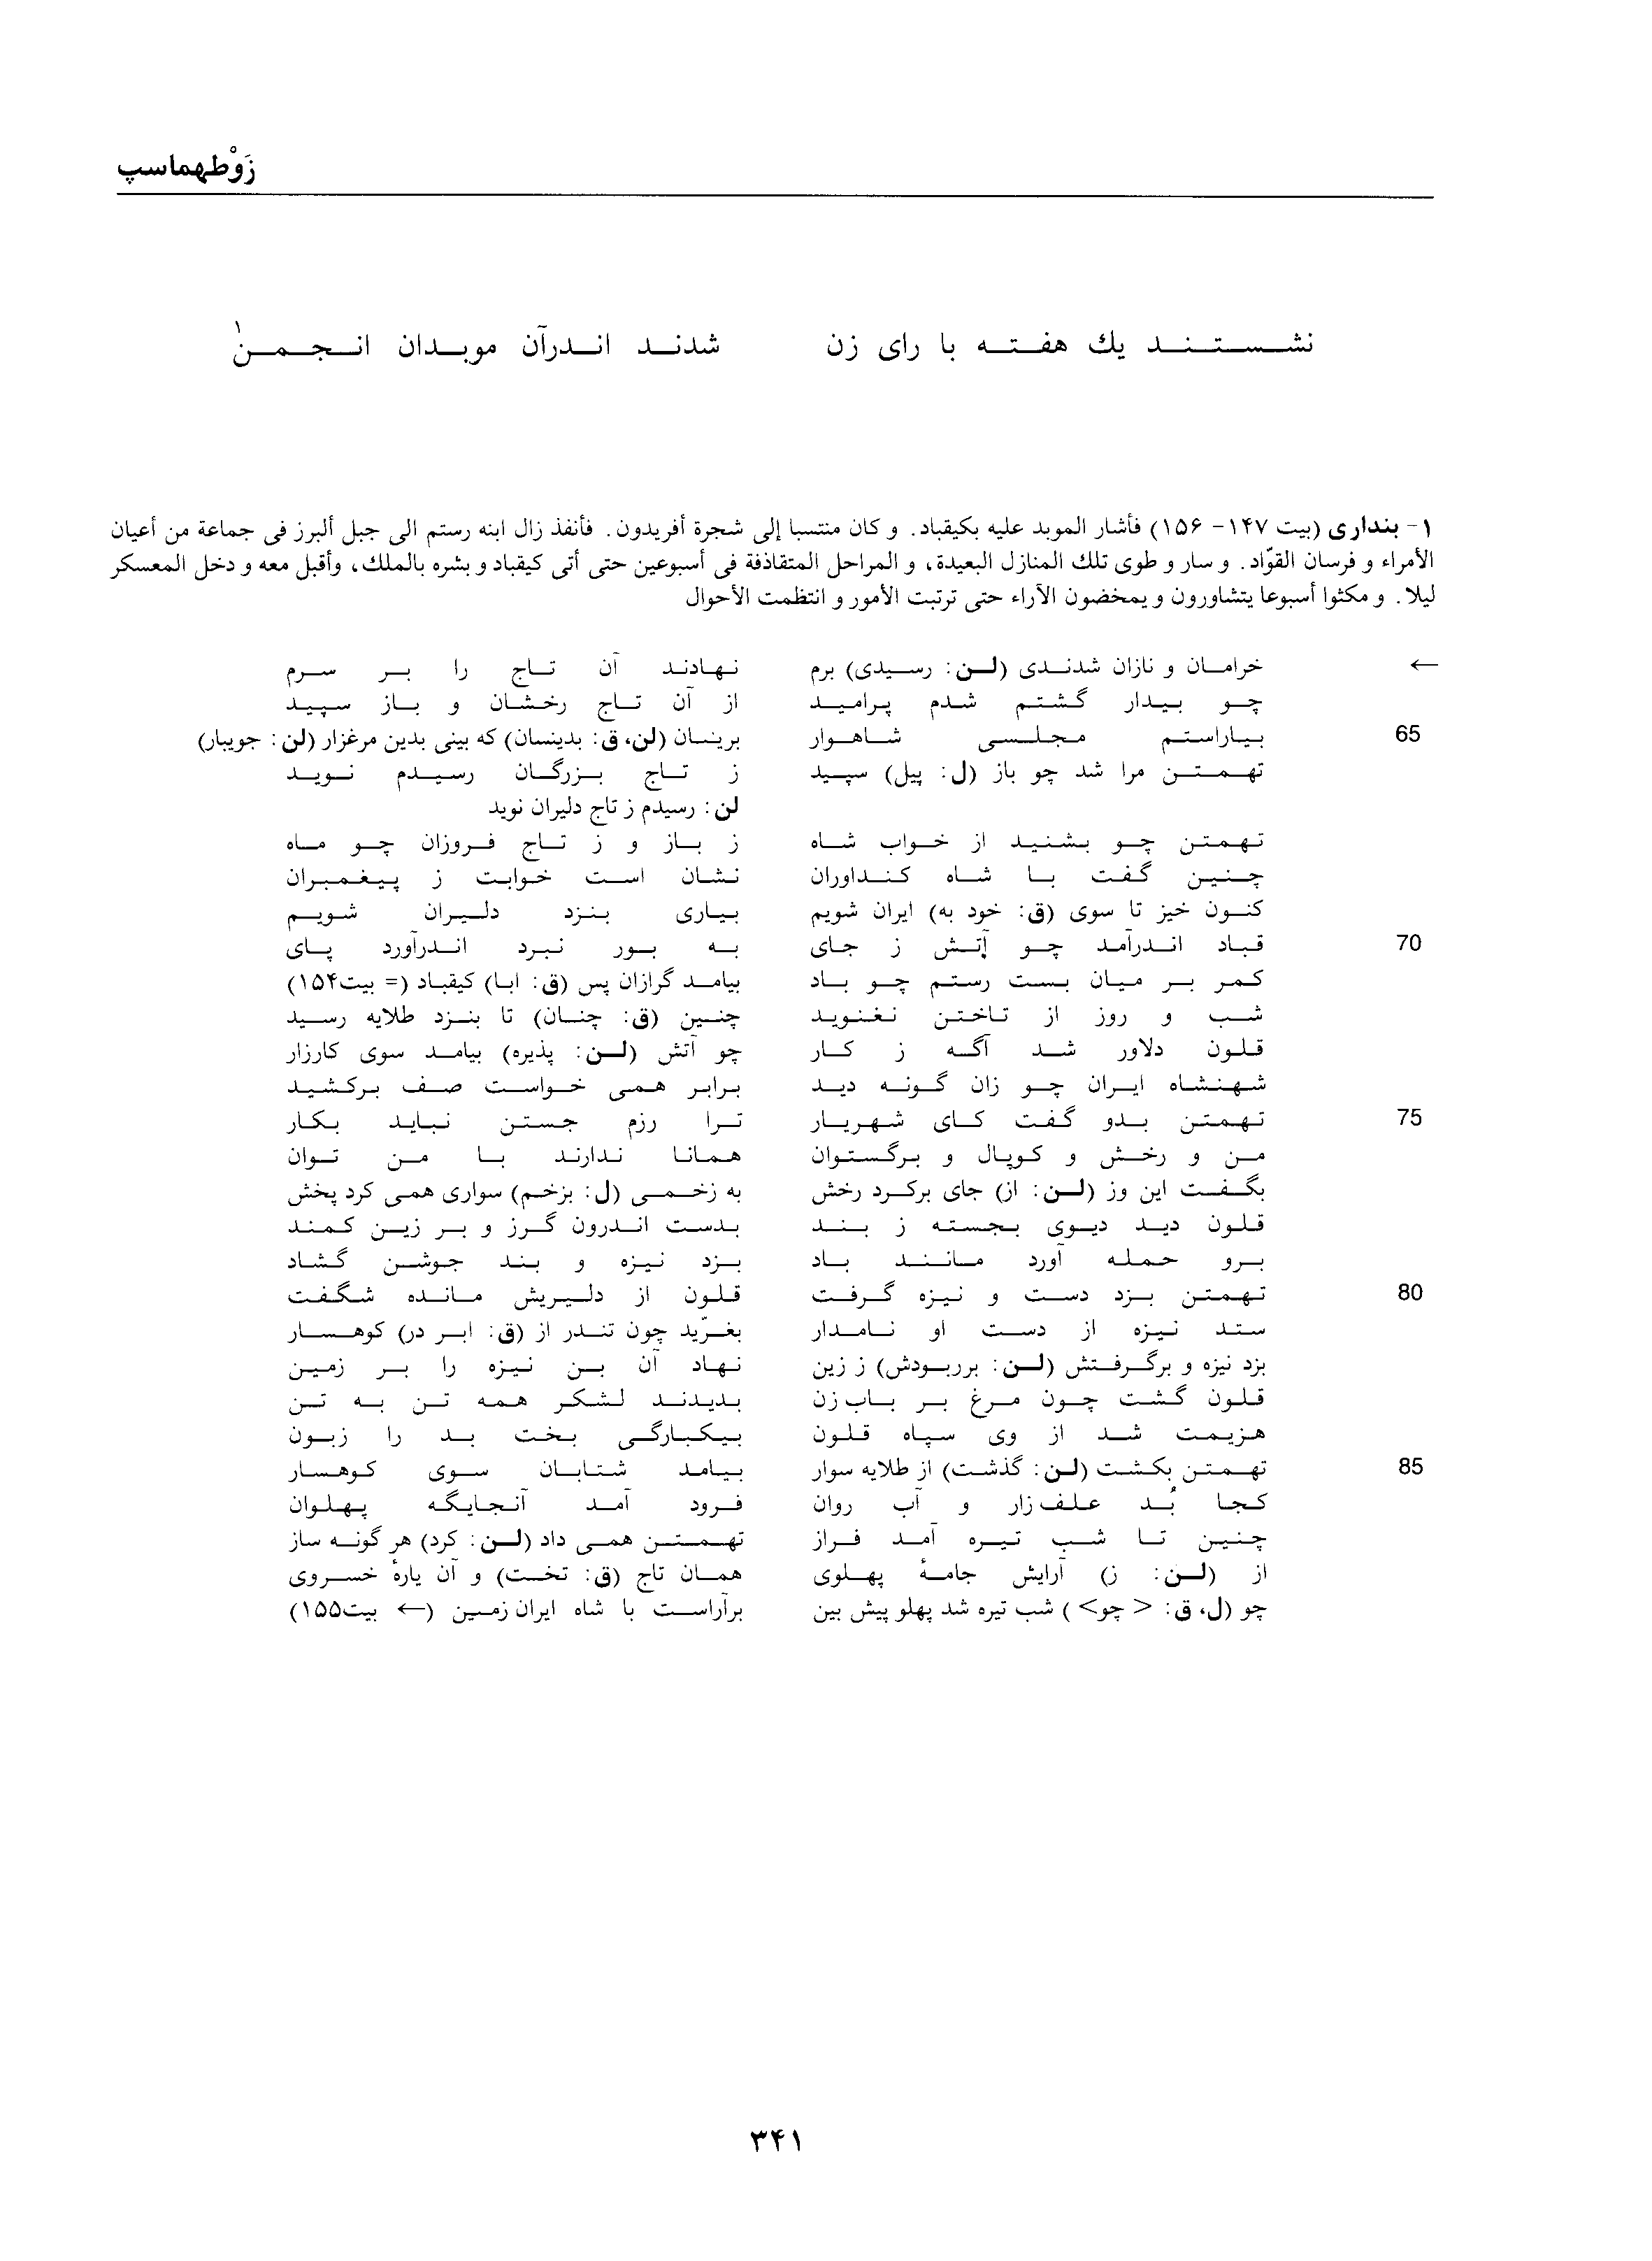 زَوْطهماسپ
نشستند یك هفته با رای زن شدند اندرآن موبدان انجمن۱
۱- بنداری (بیت ۱۴۷- ۱۵۶) فأشار الموبد علیه بکیقباد. و کان منتسبا إلی شجرة أفریدون. فأنفذ زال ابنه رستم الی جبل ألبرز فی جماعة من أعیان
الأمراء و فرسان القوّاد. و سار و طوی تلك المنازل البعیدة، و المراحل المتقاذفة فی أسبوعین حتی أتی کیقباد و بشره بالملك، وأقبل معه و دخل المعسکر
لیلا. و مکثوا أسبوعا یتشاورون و یمخضون الآراء حتی ترتبت الأمور و انتظمت الأحوال
← خرامان و نازان شدندی (لن: رسیدی) برم نهادند آن تاج را بر سرم
چو بیدار گشتم شدم پرامید از آن تاج رخشان و باز سپید
65 بیاراستم مجلسی شاهوار برینسان (لن، ق: بدینسان) که بینی بدین مرغزار (لن: جویبار)
تهمتن مرا شد چو باز (ل: پیل) سپید ز تاج بزرگان رسیدم نوید
لن: رسیدم ز تاج دلیران نوید
تهمتن چو بشنید از خواب شاه ز باز و ز تاج فروزان چو ماه
چنین گفت با شاه کنداوران نشان است خوابت ز پیغمبران
کنون خیز تا سوی (ق: خود به) ایران شویم بیاری بنزد دلیران شویم
70 قباد اندرآمد چو آتش ز جای به بور نبرد اندرآورد پای
کمر بر میان بست رستم چو باد بیامد گرازان پس (ق: ابا) کیقباد (= بیت۱۵۴)
شب و روز از تاختن نغنوید چنین (ق: چنان) تا بنزد طلایه رسید
قلون دلاور شد آگه ز کار چو آتش (لن: پذیره) بیامد سوی کارزار
شهنشاه ایران چو زان گونه دید برابر همی خواست صف برکشید
75 تهمتن بدو گفت کای شهریار ترا رزم جستن نباید بکار
من و رخش و کوپال و برگستوان همانا ندارند با من توان
بگفت این وز (لن: از) جای برکرد رخش به زخمی (ل: بزخم) سواری همی کرد پخش
قلون دید دیوی بجسته ز بند بدست اندرون گرز و بر زین کمند
برو حمله آورد مانند باد بزد نیزه و بند جوشن گشاد
80 تهمتن بزد دست و نیزه گرفت قلون از دلیریش مانده شگفت
ستد نیزه از دست او نامدار بغرّید چون تندر از (ق: ابر در) کوهسار
بزد نیزه و برگرفتش (لن: برربودش) ز زین نهاد آن بن نیزه را بر زمین
قلون گشت چون مرغ بر باب زن بدیدند لشکر همه تن به تن
هزیمت شد از وی سپاه قلون بیکبارگی بخت بد را زبون
85 تهمتن بکشت (لن: گذشت) از طلایه سوار بیامد شتابان سوی کوهسار
کجا بُد علف زار و آب روان فرود آمد آنجایگه پهلوان
چنین تا شب تیره آمد فراز تهمتن همی داد (لن: کرد) هر گونه ساز
از (لن: ز) آرایش جامهٔ پهلوی همان تاج (ق: تخت) و آن یارهٔ خسروی
چو (ل، ق: < چو>) شب تیره شد پهلو پیش بین برآراست با شاه ایران زمین (← بیت۱۵۵)
۳۴۱